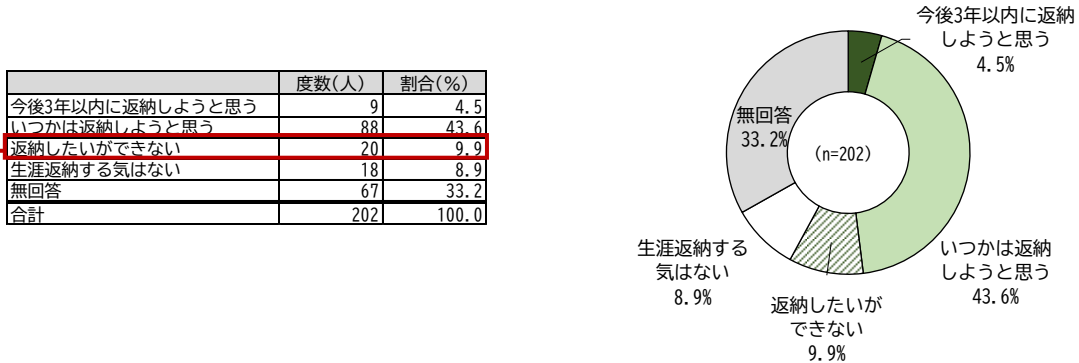 度数(人) 割合(%)
今後3年以内に返納しようと思う 9 4.5
いつかは返納しようと思う 88 43.6
返納したいができない 20 9.9
生涯返納する気はない 18 8.9
無回答 67 33.2
合計 202 100.0
今後3年以内に返納
しようと思う
4.5%
無回答
33.2%
(n=202)
いつかは返納
しようと思う
43.6%
生涯返納する
気はない
8.9%
返納したいが
できない
9.9%